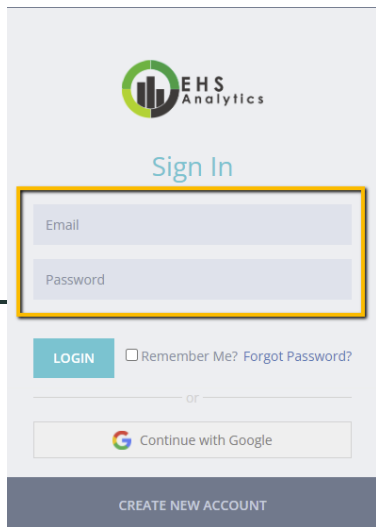 EHS
Analytics
Sign In
Email
Password
LOGIN Remember Me? Forgot Password?
or
Continue with Google
CREATE NEW ACCOUNT